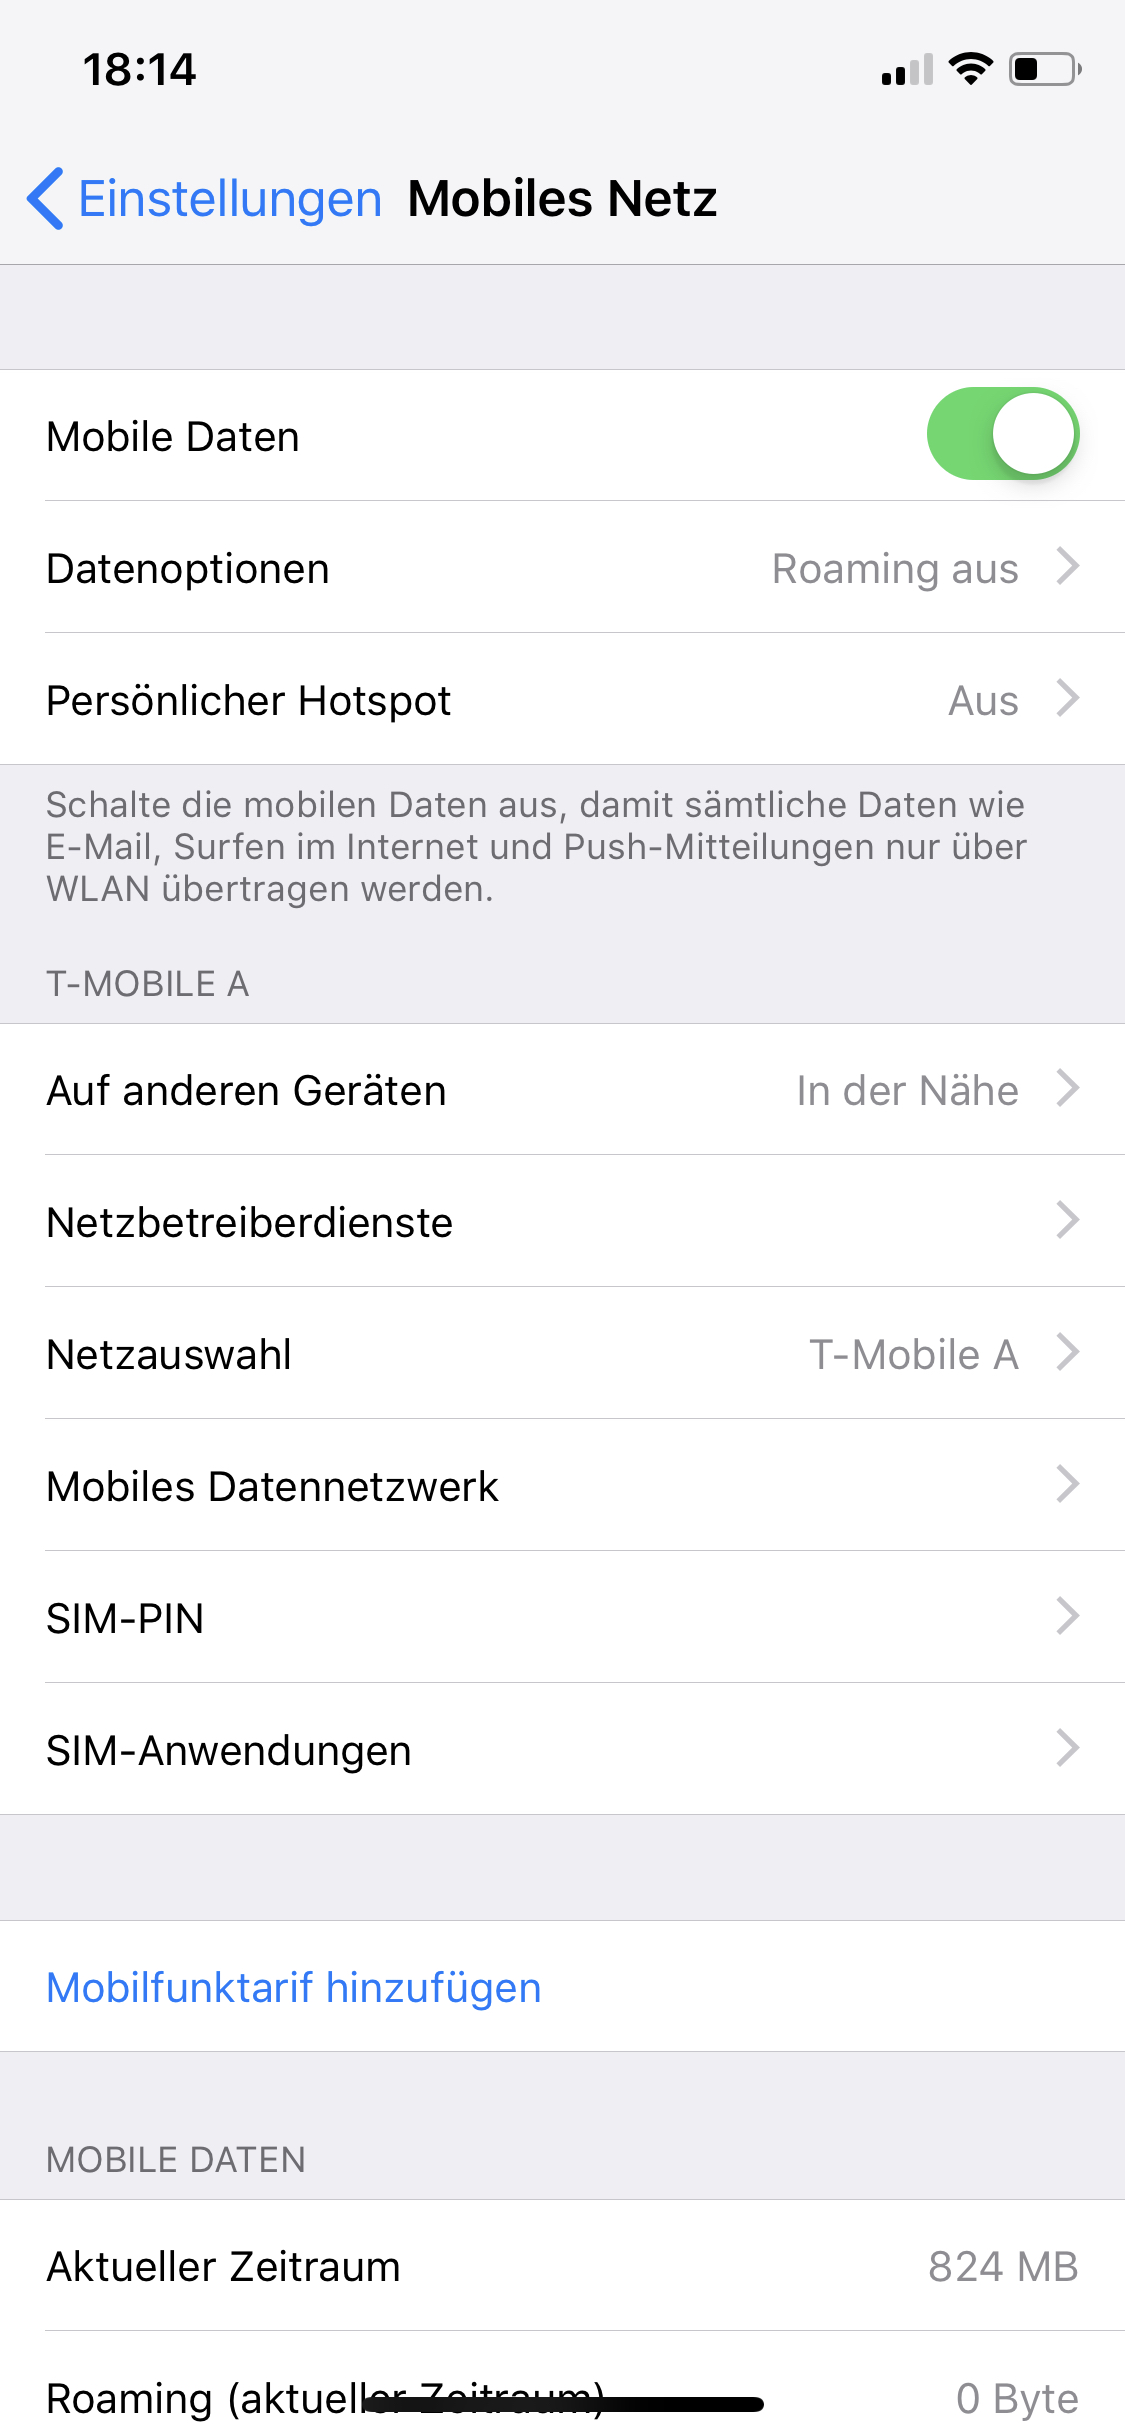 18:14
Einstellungen Mobiles Netz
Mobile Daten
Datenoptionen Roaming aus
Persönlicher Hotspot Aus
Schalte die mobilen Daten aus, damit sämtliche Daten wie
E-Mail, Surfen im Internet und Push-Mitteilungen nur über
WLAN übertragen werden.
T-MOBILE A
Auf anderen Geräten In der Nähe
Netzbetreiberdienste
Netzauswahl T-Mobile A
Mobiles Datennetzwerk
SIM-PIN
SIM-Anwendungen
Mobilfunktarif hinzufügen
MOBILE DATEN
Aktueller Zeitraum 824 MB
Roaming (aktueller Zeitraum) 0 Byte